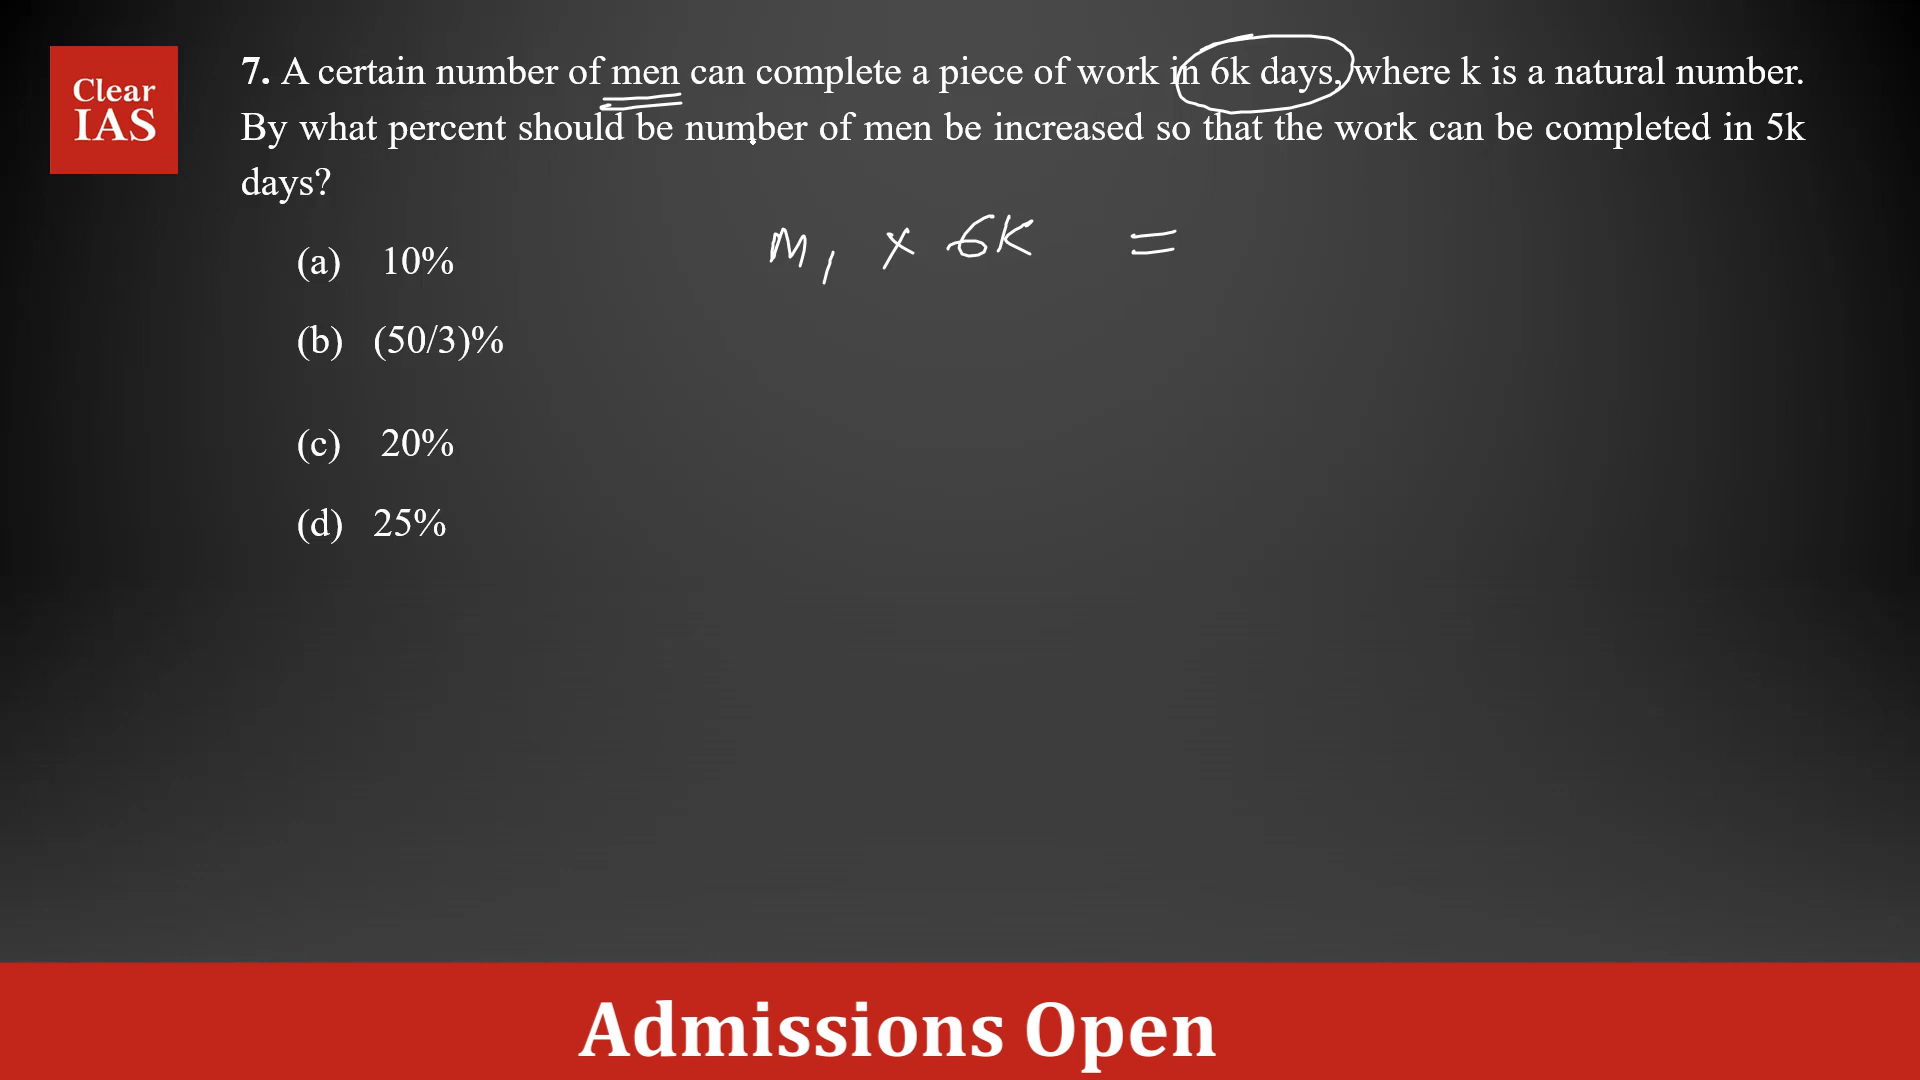 Clear
IAS
7. A certain number of men can complete a piece of work in 6k days, where k is a natural number.
By what percent should be number of men be increased so that the work can be completed in 5k
days?
m₁ × 6K =
(a) 10%
(b) (50/3)%
(c) 20%
(d) 25%
Admissions Open